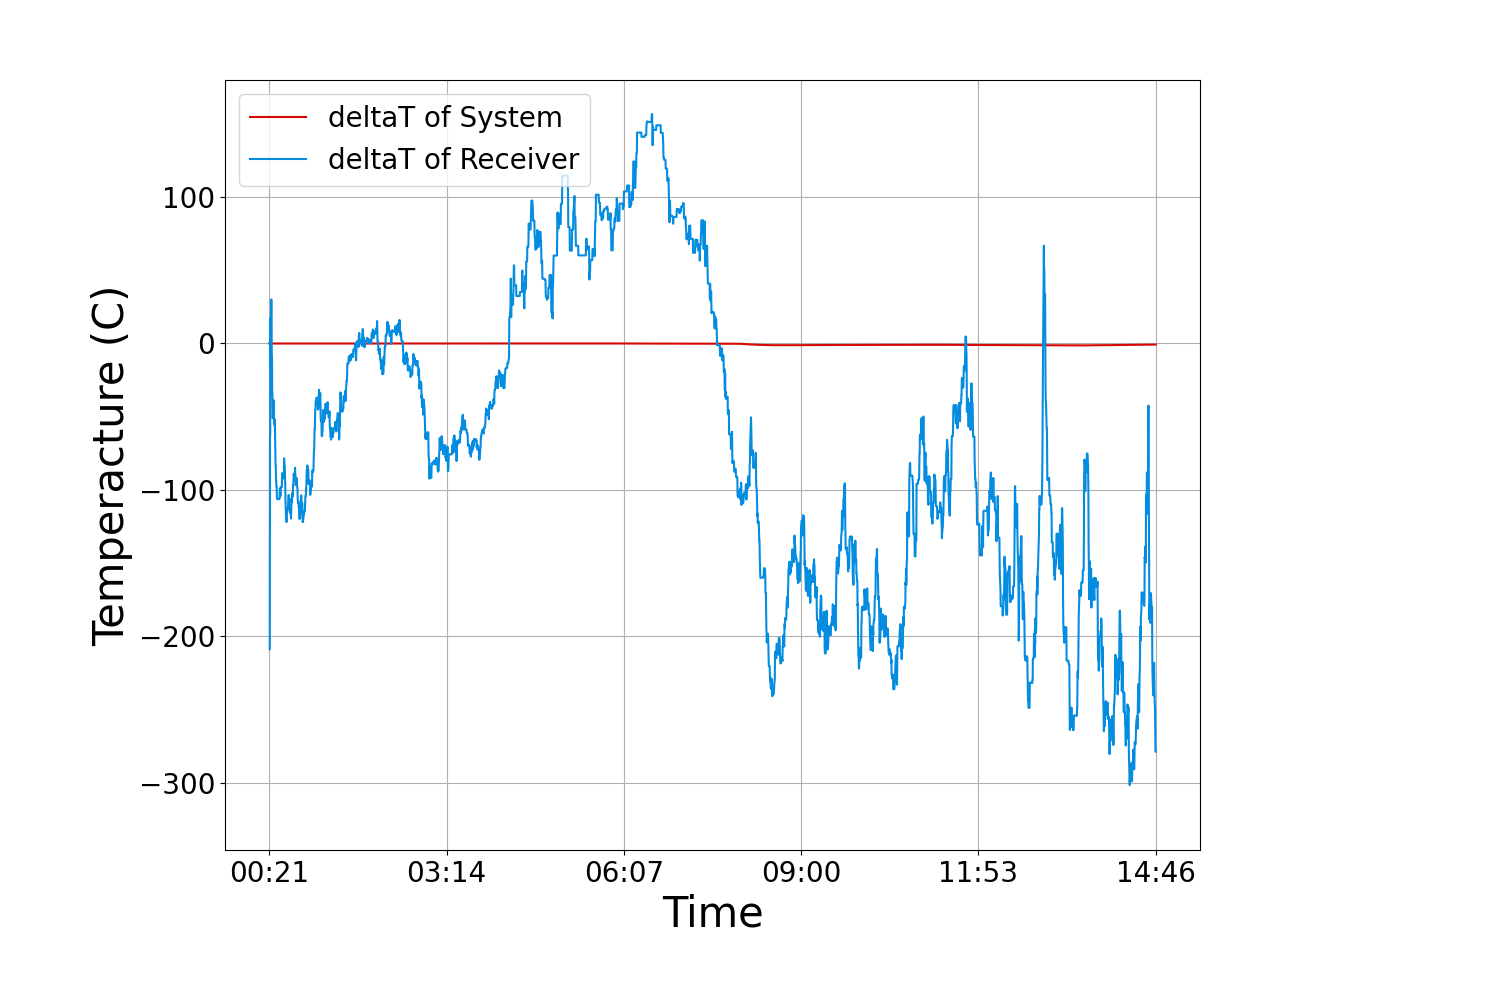 deltaT of System
deltaT of Receiver
100
0
−100
−200
−300
Temperacture (C)
00:21 03:14 06:07 09:00 11:53 14:46
Time